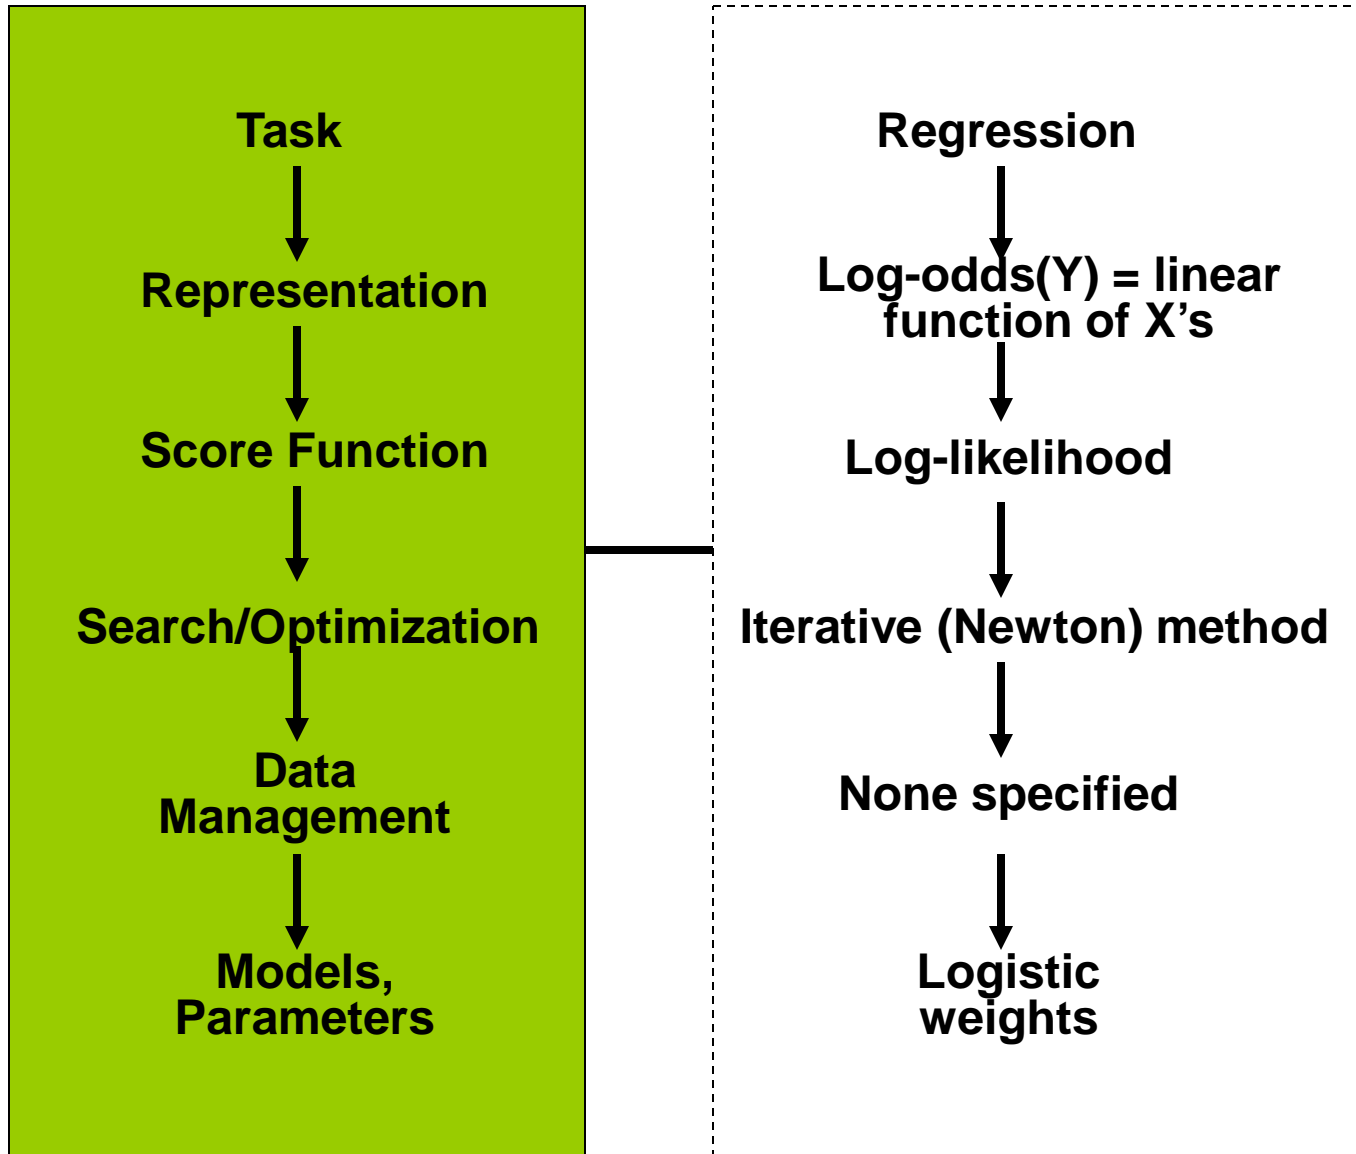 Task
Representation
Score Function
Search/Optimization
Data
Management
Models,
Parameters
Regression
Log-odds(Y) = linear
function of X’s
Log-likelihood
Iterative (Newton) method
None specified
Logistic
weights